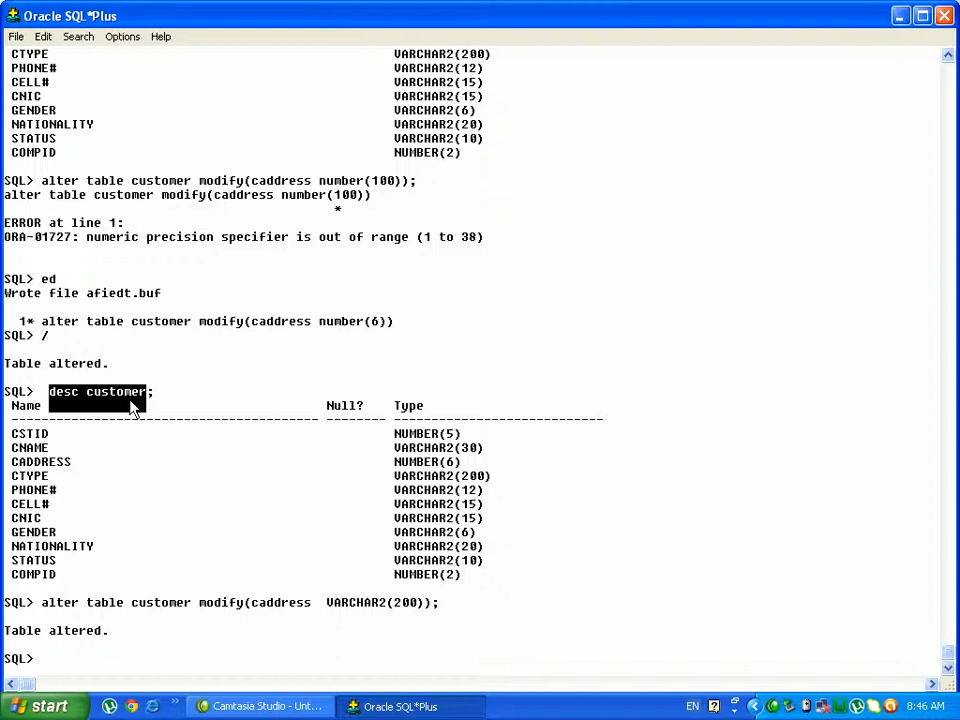 Oracle SQL*Plus
File Edit Search Options Help
CTYPE VARCHAR2(200)
PHONE# VARCHAR2(12)
CELL# VARCHAR2(15)
CNIC VARCHAR2(15)
GENDER VARCHAR2(6)
NATIONALITY VARCHAR2(20)
STATUS VARCHAR2(10)
COMPID NUMBER(2)
SQL> alter table customer modify(caddress number(100));
alter table customer modify(caddress number(100))
*
ERROR at line 1:
ORA-01727: numeric precision specifier is out of range (1 to 38)
SQL> ed
Wrote file afiedt.buf
1* alter table customer modify(caddress number(6))
SQL> /
Table altered.
SQL> desc customer;
Name Null? Type
----------------------------------------- -------- ----------------------------
CSTID NUMBER(5)
CNAME VARCHAR2(30)
CADDRESS NUMBER(6)
CTYPE VARCHAR2(200)
PHONE# VARCHAR2(12)
CELL# VARCHAR2(15)
CNIC VARCHAR2(15)
GENDER VARCHAR2(6)
NATIONALITY VARCHAR2(20)
STATUS VARCHAR2(10)
COMPID NUMBER(2)
SQL> alter table customer modify(caddress  VARCHAR2(200));
Table altered.
SQL>
start Camtasia Studio - Unt... Oracle SQL*Plus EN 8:46 AM